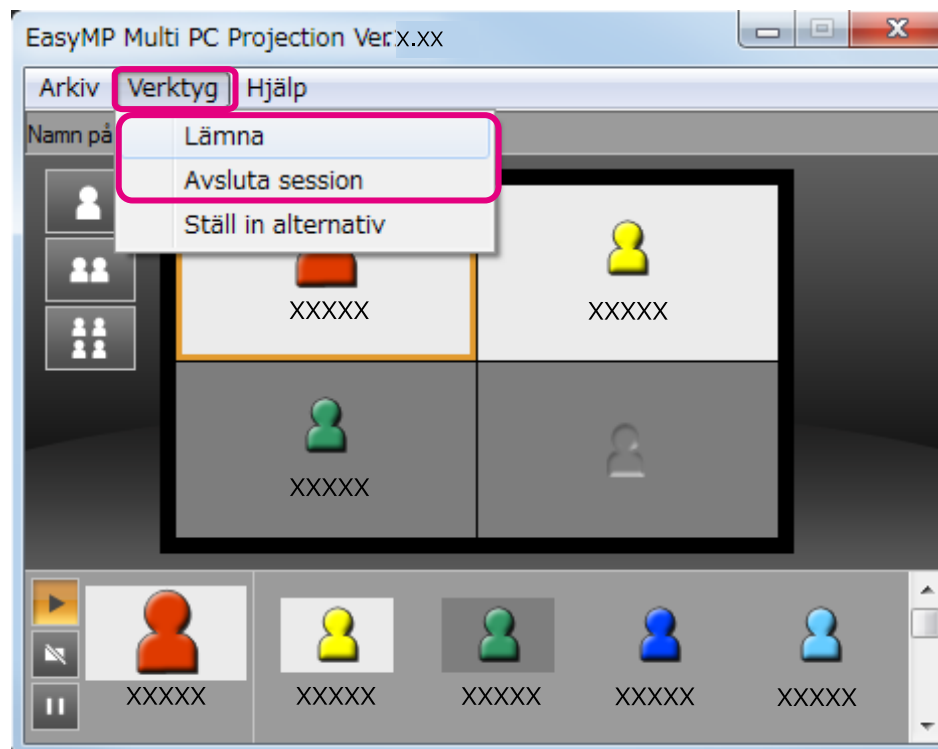 EasyMP Multi PC Projection Ver.X.XX
Arkiv Verktyg Hjälp
Namn på
Lämna
Avsluta session
Ställ in alternativ
XXXXX XXXXX
XXXXX
XXXXX XXXXX XXXXX XXXXX XXXXX